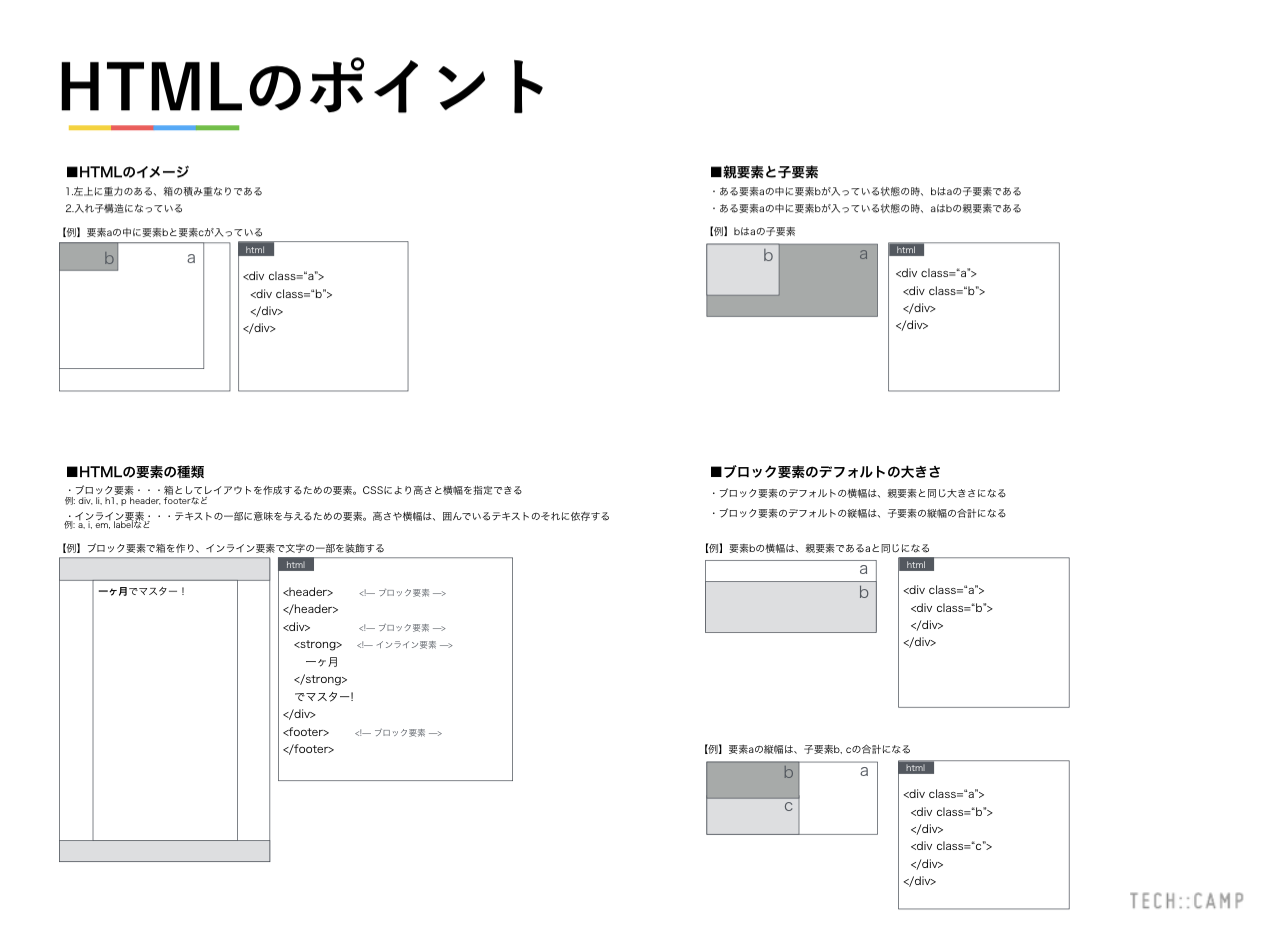 HTMLのポイント
■HTMLのイメージ
1.左上に重力のある、箱の積み重なりである
2.入れ子構造になっている
【例】要素aの中に要素bと要素cが入っている
b
a
html
<div class=“a”>
<div class=“b”>
</div>
</div>
■親要素と子要素
・ある要素aの中に要素bが入っている状態の時、bはaの子要素である
・ある要素aの中に要素bが入っている状態の時、aはbの親要素である
【例】bはaの子要素
b
a
html
<div class=“a”>
<div class=“b”>
</div>
</div>
■HTMLの要素の種類
・ブロック要素・・・箱としてレイアウトを作成するための要素。CSSにより高さと横幅を指定できる
例: div, li, h1, p header, footerなど
・インライン要素・・・テキストの一部に意味を与えるための要素。高さや横幅は、囲んでいるテキストのそれに依存する
例: a, i, em, labelなど
【例】ブロック要素で箱を作り、インライン要素で文字の一部を装飾する
一ヶ月でマスター！
html
<header> <!— ブロック要素 —>
</header>
<div> <!— ブロック要素 —>
<strong> <!— インライン要素 —>
一ヶ月
</strong>
でマスター!
</div>
<footer> <!— ブロック要素 —>
</footer>
■ブロック要素のデフォルトの大きさ
・ブロック要素のデフォルトの横幅は、親要素と同じ大きさになる
・ブロック要素のデフォルトの縦幅は、子要素の縦幅の合計になる
【例】要素bの横幅は、親要素であるaと同じになる
a
b
html
<div class=“a”>
<div class=“b”>
</div>
</div>
【例】要素aの縦幅は、子要素b, cの合計になる
b
a
c
html
<div class=“a”>
<div class=“b”>
</div>
<div class=“c”>
</div>
</div>
TECH::CAMP